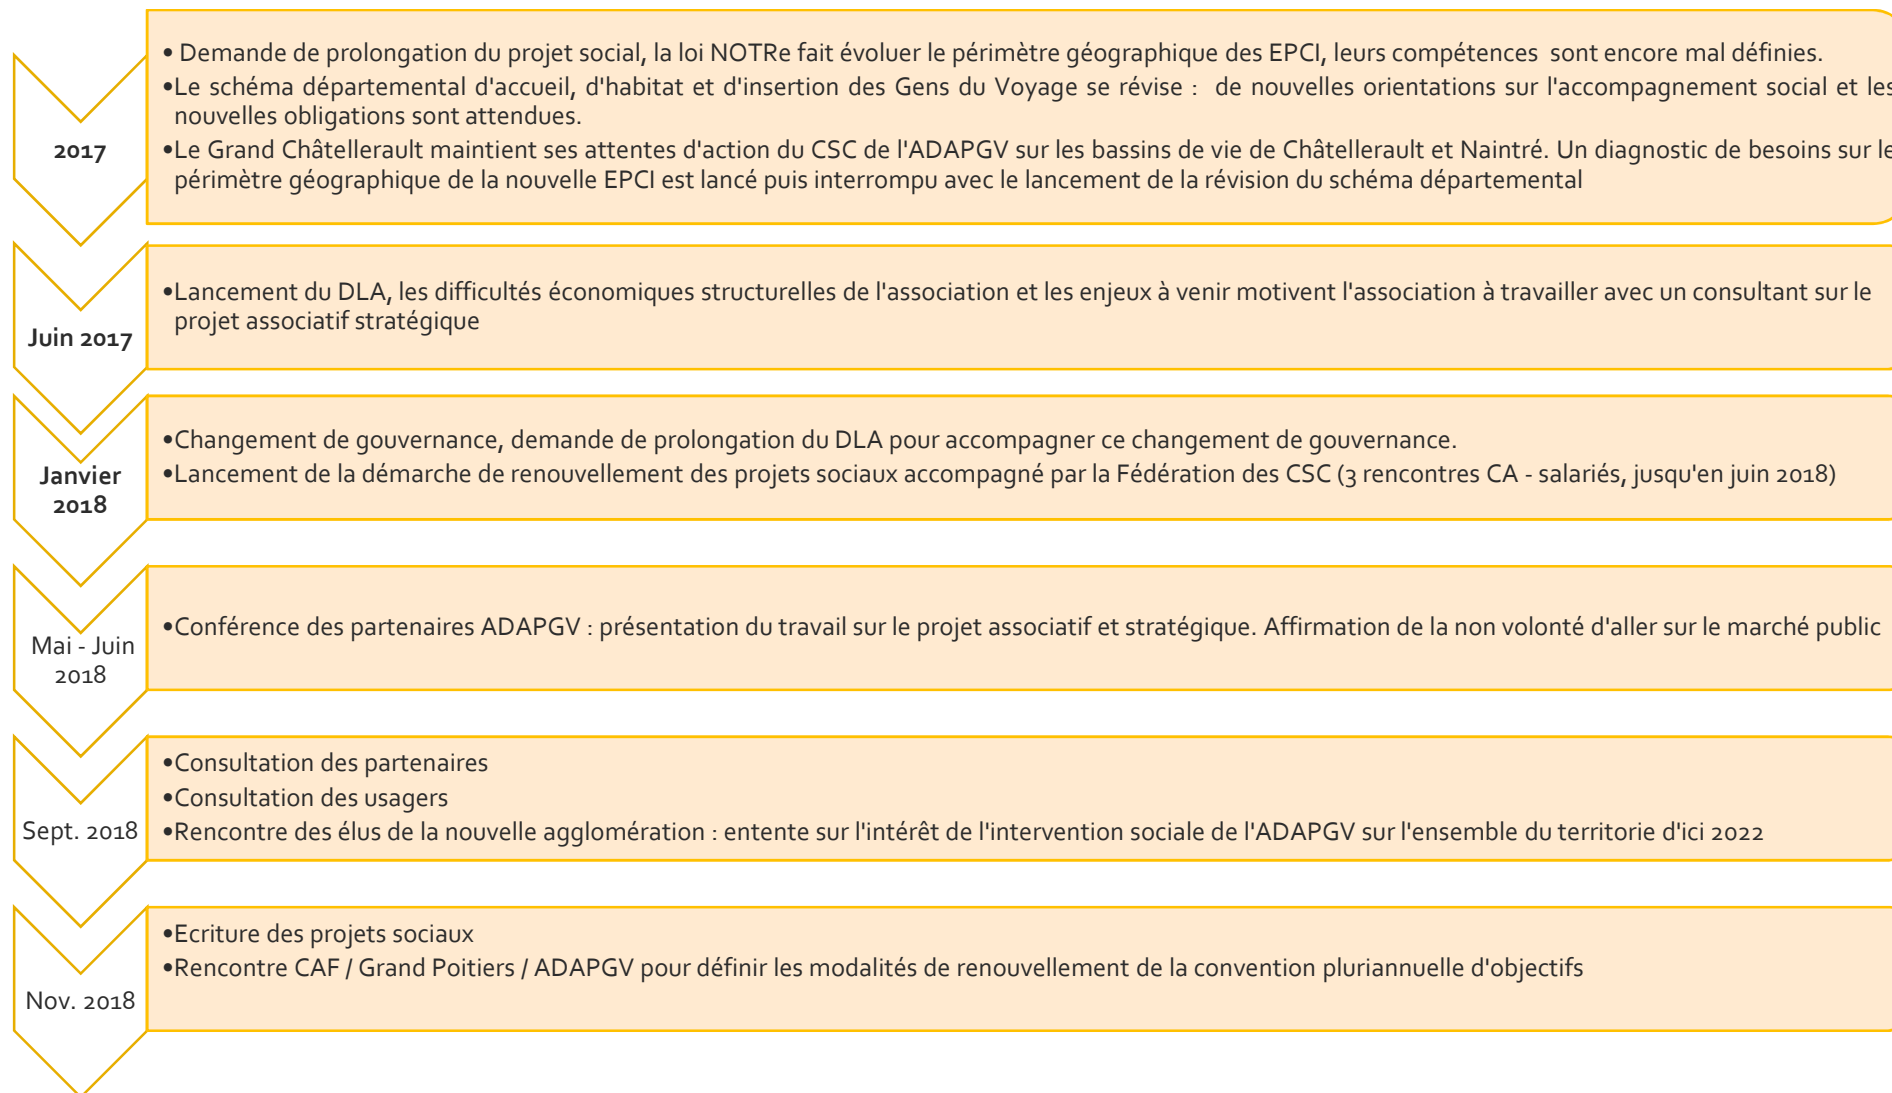 2017
• Demande de prolongation du projet social, la loi NOTRe fait évoluer le périmètre géographique des EPCI, leurs compétences  sont encore mal définies.
•Le schéma départemental d'accueil, d'habitat et d'insertion des Gens du Voyage se révise :  de nouvelles orientations sur l'accompagnement social et les
nouvelles obligations sont attendues.
•Le Grand Châtellerault maintient ses attentes d'action du CSC de l'ADAPGV sur les bassins de vie de Châtellerault et Naintré. Un diagnostic de besoins sur le
périmètre géographique de la nouvelle EPCI est lancé puis interrompu avec le lancement de la révision du schéma départemental
Juin 2017
•Lancement du DLA, les difficultés économiques structurelles de l'association et les enjeux à venir motivent l'association à travailler avec un consultant sur le
projet associatif stratégique
Janvier
2018
•Changement de gouvernance, demande de prolongation du DLA pour accompagner ce changement de gouvernance.
•Lancement de la démarche de renouvellement des projets sociaux accompagné par la Fédération des CSC (3 rencontres CA - salariés, jusqu'en juin 2018)
Mai - Juin
2018
•Conférence des partenaires ADAPGV : présentation du travail sur le projet associatif et stratégique. Affirmation de la non volonté d'aller sur le marché public
Sept. 2018
•Consultation des partenaires
•Consultation des usagers
•Rencontre des élus de la nouvelle agglomération : entente sur l'intérêt de l'intervention sociale de l'ADAPGV sur l'ensemble du territorie d'ici 2022
Nov. 2018
•Ecriture des projets sociaux
•Rencontre CAF / Grand Poitiers / ADAPGV pour définir les modalités de renouvellement de la convention pluriannuelle d'objectifs